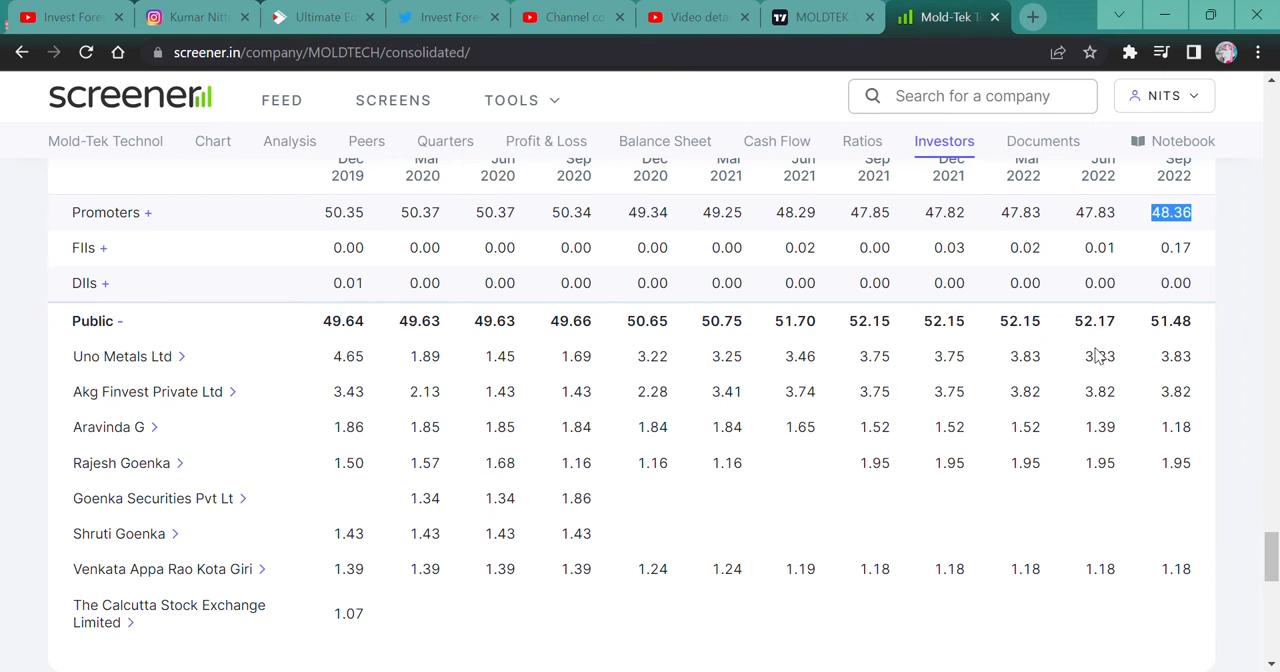 Invest Fore
Kumar Nitt
Ultimate Ed
Invest Fore
Channel co
Video deta
MOLDTEK
Mold-Tek T
screener.in/company/MOLDTECH/consolidated/
screener
FEED
SCREENS
TOOLS
Search for a company
NITS
Mold-Tek Technol
Chart
Analysis
Peers
Quarters
Profit & Loss
Balance Sheet
Cash Flow
Ratios
Investors
Documents
Notebook
Dec Mar Jun Sep Dec Mar Jun Sep Dec Mar Jun Sep
2019 2020 2020 2020 2020 2021 2021 2021 2021 2022 2022 2022
Promoters + 50.35 50.37 50.37 50.34 49.34 49.25 48.29 47.85 47.82 47.83 47.83 48.36
FIIs + 0.00 0.00 0.00 0.00 0.00 0.00 0.02 0.00 0.03 0.02 0.01 0.17
DIIs + 0.01 0.00 0.00 0.00 0.00 0.00 0.00 0.00 0.00 0.00 0.00 0.00
Public - 49.64 49.63 49.63 49.66 50.65 50.75 51.70 52.15 52.15 52.15 52.17 51.48
Uno Metals Ltd > 4.65 1.89 1.45 1.69 3.22 3.25 3.46 3.75 3.75 3.83 3.83 3.83
Akg Finvest Private Ltd > 3.43 2.13 1.43 1.43 2.28 3.41 3.74 3.75 3.75 3.82 3.82 3.82
Aravinda G > 1.86 1.85 1.85 1.84 1.84 1.84 1.65 1.52 1.52 1.52 1.39 1.18
Rajesh Goenka > 1.50 1.57 1.68 1.16 1.16 1.16 1.95 1.95 1.95 1.95 1.95
Goenka Securities Pvt Lt > 1.34 1.34 1.86
Shruti Goenka > 1.43 1.43 1.43 1.43
Venkata Appa Rao Kota Giri > 1.39 1.39 1.39 1.39 1.24 1.24 1.19 1.18 1.18 1.18 1.18 1.18
The Calcutta Stock Exchange
Limited > 1.07